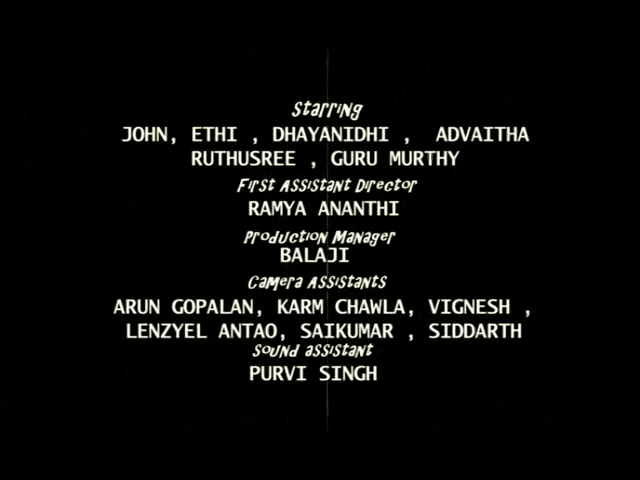 Starring
JOHN, ETHI , DHAYANIDHI , ADVAITHA
RUTHUSREE , GURU MURTHY
First Assistant Director
RAMYA ANANTHI
Production Manager
BALAJI
Camera Assistants
ARUN GOPALAN, KARM CHAWLA, VIGNESH ,
LENZYEL ANTAO, SAIKUMAR , SIDDARTH
Sound assistant
PURVI SINGH